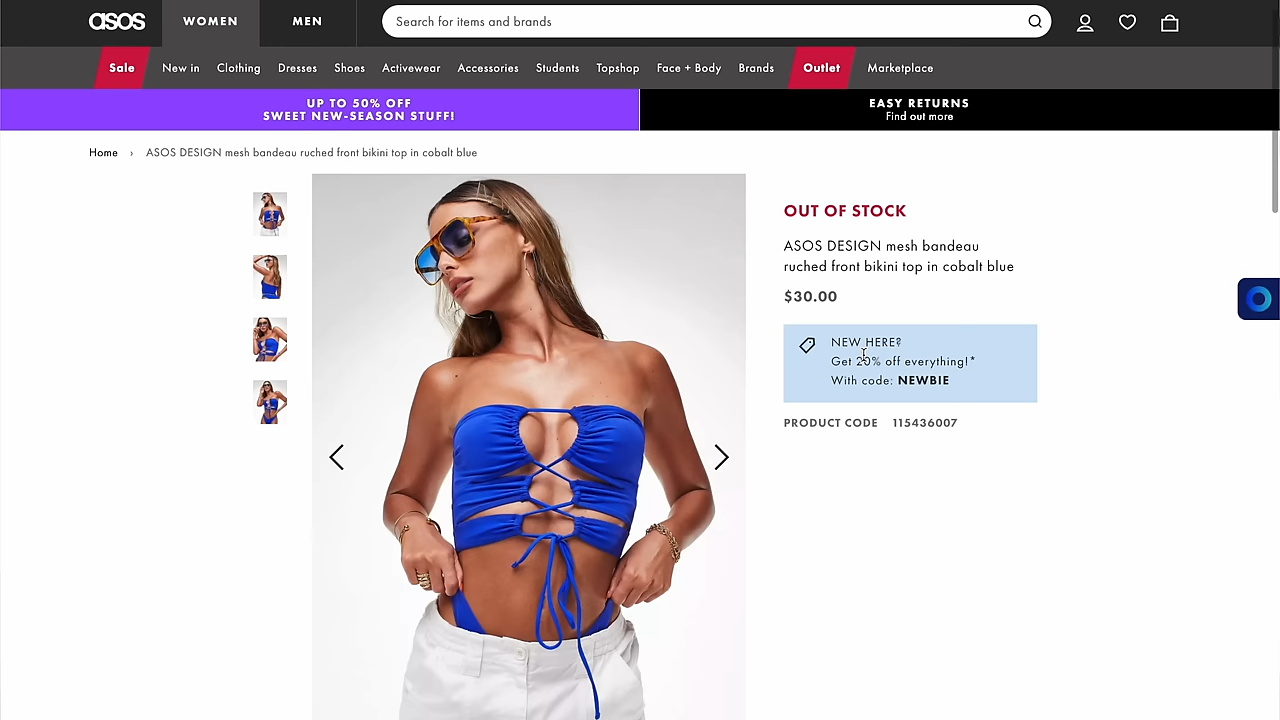 asos
WOMEN
MEN
Search for items and brands
Sale
New in
Clothing
Dresses
Shoes
Activewear
Accessories
Students
Topshop
Face + Body
Brands
Outlet
Marketplace
UP TO 50% OFF
SWEET NEW-SEASON STUFF!
EASY RETURNS
Find out more
Home › ASOS DESIGN mesh bandeau ruched front bikini top in cobalt blue
OUT OF STOCK
ASOS DESIGN mesh bandeau
ruched front bikini top in cobalt blue
$30.00
NEW HERE?
Get 20% off everything!*
With code: NEWBIE
PRODUCT CODE 115436007